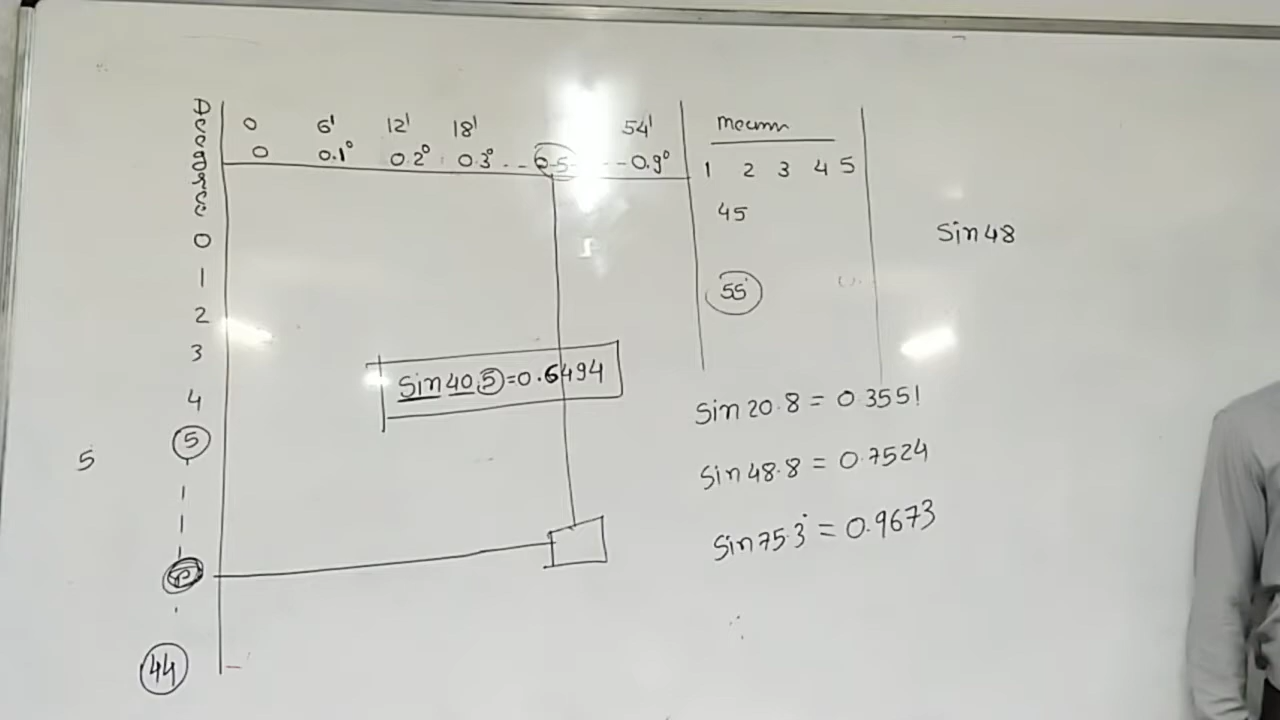 Deegree
0 6' 12' 18' 54'
0 0.1° 0.2° 0.3° .. 0.5 -- 0.9°
mean
1 2 3 4 5
45
55
0
1
2
3
4
5
5
44
Sin 40.5 = 0.6494
Sin 48
Sin 20.8 = 0.3551
Sin 48.8 = 0.7524
Sin 75.3° = 0.9673